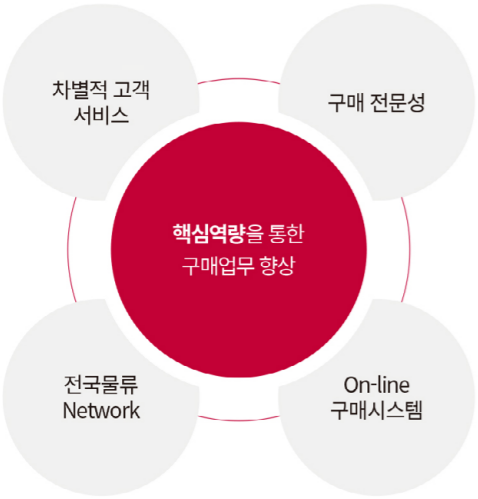 차별적 고객
서비스
구매 전문성
핵심역량을 통한
구매업무 향상
전국물류
Network
On-line
구매시스템